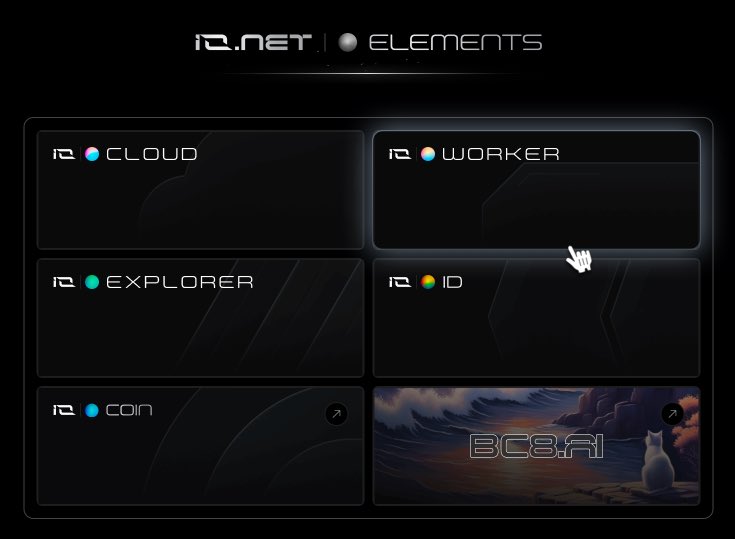 io.net | ELEMENTS
io | CLOUD
io | WORKER
io | EXPLORER
io | ID
io | COIN
BC8.AI